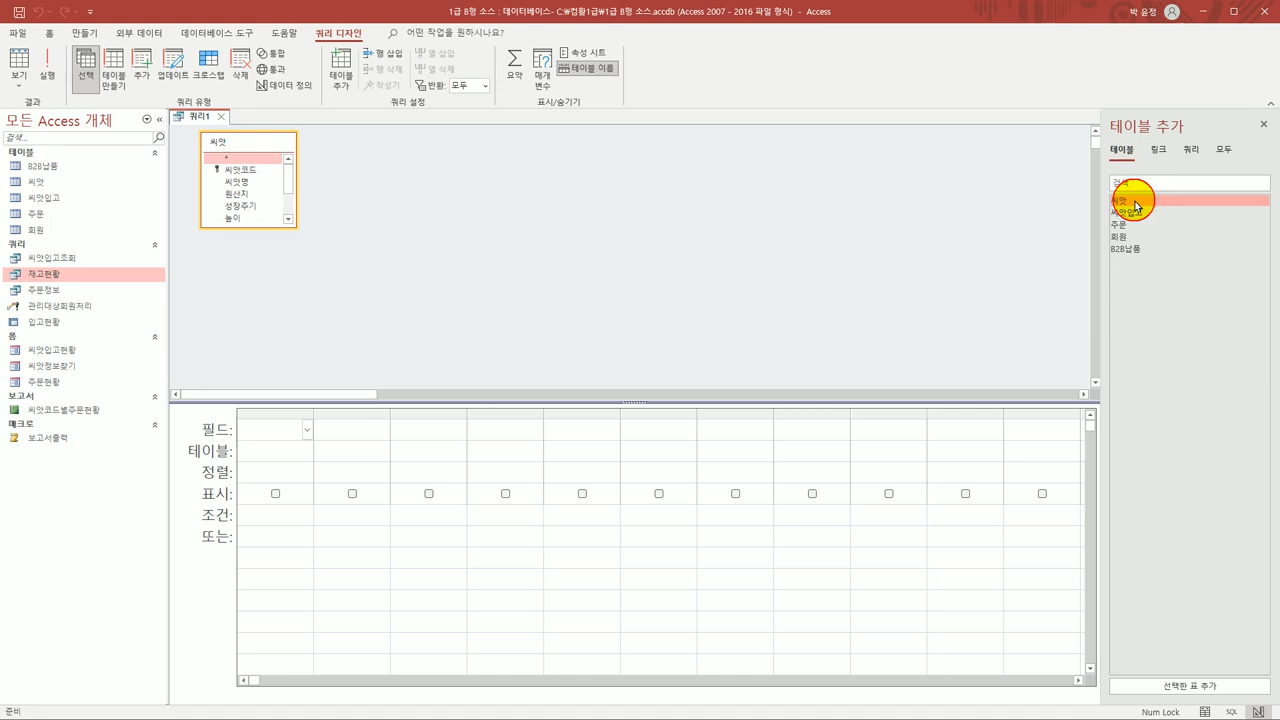 1급 B형 소스 : 데이터베이스- C:₩컴활1급₩1급 B형 소스.accdb (Access 2007 - 2016 파일 형식) - Access
박 윤정
파일 홈 만들기 외부 데이터 데이터베이스 도구 도움말 쿼리 디자인 어떤 작업을 원하시나요?
보기 실행 선택 테이블 만들기 추가 업데이트 크로스탭 삭제
통합
통과
데이터 정의
테이블 추가
행 삽입
행 삭제
작성기
열 삽입
열 삭제
반환: 모두
요약 매개 변수
속성 시트
테이블 이름
결과 쿼리 유형 쿼리 설정 표시/숨기기
모든 Access 개체
검색...
테이블
B2B납품
씨앗
씨앗입고
주문
회원
쿼리
씨앗입고조회
재고현황
주문정보
관리대상회원처리
입고현황
폼
씨앗입고현황
씨앗정보찾기
주문현황
보고서
씨앗코드별주문현황
매크로
보고서출력
쿼리1
씨앗
*
씨앗코드
씨앗명
원산지
성장주기
높이
필드:
테이블:
정렬:
표시:
조건:
또는:
테이블 추가
테이블 링크 쿼리 모두
검색
씨앗
씨앗입고
주문
회원
B2B납품
선택한 표 추가
준비
Num Lock
SQL